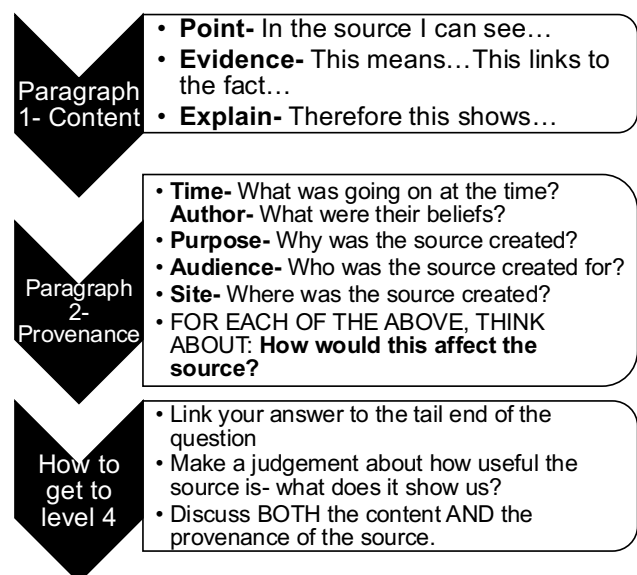 Paragraph
1- Content
• Point- In the source I can see…
• Evidence- This means…This links to
the fact…
• Explain- Therefore this shows…
Paragraph
2-
Provenance
• Time- What was going on at the time?
Author- What were their beliefs?
• Purpose- Why was the source created?
• Audience- Who was the source created for?
• Site- Where was the source created?
• FOR EACH OF THE ABOVE, THINK
ABOUT: How would this affect the
source?
How to
get to
level 4
• Link your answer to the tail end of the
question
• Make a judgement about how useful the
source is- what does it show us?
• Discuss BOTH the content AND the
provenance of the source.